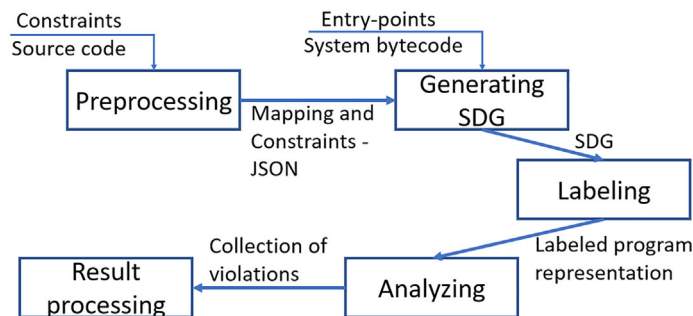 Constraints
Source code
Entry-points
System bytecode
Preprocessing
Mapping and
Constraints -
JSON
Generating
SDG
SDG
Labeling
Labeled program
representation
Analyzing
Collection of
violations
Result
processing